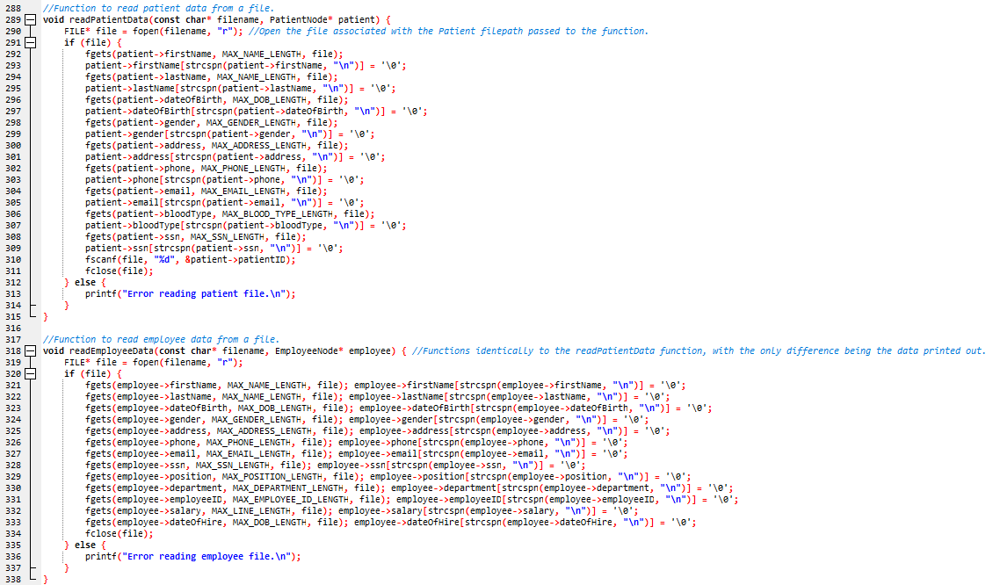 288 //Function to read patient data from a file.
289 void readPatientData(const char* filename, PatientNode* patient) {
290     FILE* file = fopen(filename, "r"); //Open the file associated with the Patient filepath passed to the function.
291     if (file) {
292         fgets(patient->firstName, MAX_NAME_LENGTH, file);
293         patient->firstName[strcspn(patient->firstName, "\n")] = '\0';
294         fgets(patient->lastName, MAX_NAME_LENGTH, file);
295         patient->lastName[strcspn(patient->lastName, "\n")] = '\0';
296         fgets(patient->dateOfBirth, MAX_DOB_LENGTH, file);
297         patient->dateOfBirth[strcspn(patient->dateOfBirth, "\n")] = '\0';
298         fgets(patient->gender, MAX_GENDER_LENGTH, file);
299         patient->gender[strcspn(patient->gender, "\n")] = '\0';
300         fgets(patient->address, MAX_ADDRESS_LENGTH, file);
301         patient->address[strcspn(patient->address, "\n")] = '\0';
302         fgets(patient->phone, MAX_PHONE_LENGTH, file);
303         patient->phone[strcspn(patient->phone, "\n")] = '\0';
304         fgets(patient->email, MAX_EMAIL_LENGTH, file);
305         patient->email[strcspn(patient->email, "\n")] = '\0';
306         fgets(patient->bloodType, MAX_BLOOD_TYPE_LENGTH, file);
307         patient->bloodType[strcspn(patient->bloodType, "\n")] = '\0';
308         fgets(patient->ssn, MAX_SSN_LENGTH, file);
309         patient->ssn[strcspn(patient->ssn, "\n")] = '\0';
310         fscanf(file, "%d", &patient->patientID);
311         fclose(file);
312     } else {
313         printf("Error reading patient file.\n");
314     }
315 }
316
317 //Function to read employee data from a file.
318 void readEmployeeData(const char* filename, EmployeeNode* employee) { //Functions identically to the readPatientData function, with the only difference being the data printed out.
319     FILE* file = fopen(filename, "r");
320     if (file) {
321         fgets(employee->firstName, MAX_NAME_LENGTH, file); employee->firstName[strcspn(employee->firstName, "\n")] = '\0';
322         fgets(employee->lastName, MAX_NAME_LENGTH, file); employee->lastName[strcspn(employee->lastName, "\n")] = '\0';
323         fgets(employee->dateOfBirth, MAX_DOB_LENGTH, file); employee->dateOfBirth[strcspn(employee->dateOfBirth, "\n")] = '\0';
324         fgets(employee->gender, MAX_GENDER_LENGTH, file); employee->gender[strcspn(employee->gender, "\n")] = '\0';
325         fgets(employee->address, MAX_ADDRESS_LENGTH, file); employee->address[strcspn(employee->address, "\n")] = '\0';
326         fgets(employee->phone, MAX_PHONE_LENGTH, file); employee->phone[strcspn(employee->phone, "\n")] = '\0';
327         fgets(employee->email, MAX_EMAIL_LENGTH, file); employee->email[strcspn(employee->email, "\n")] = '\0';
328         fgets(employee->ssn, MAX_SSN_LENGTH, file); employee->ssn[strcspn(employee->ssn, "\n")] = '\0';
329         fgets(employee->position, MAX_POSITION_LENGTH, file); employee->position[strcspn(employee->position, "\n")] = '\0';
330         fgets(employee->department, MAX_DEPARTMENT_LENGTH, file); employee->department[strcspn(employee->department, "\n")] = '\0';
331         fgets(employee->employeeID, MAX_EMPLOYEE_ID_LENGTH, file); employee->employeeID[strcspn(employee->employeeID, "\n")] = '\0';
332         fgets(employee->salary, MAX_LINE_LENGTH, file); employee->salary[strcspn(employee->salary, "\n")] = '\0';
333         fgets(employee->dateOfHire, MAX_DOB_LENGTH, file); employee->dateOfHire[strcspn(employee->dateOfHire, "\n")] = '\0';
334         fclose(file);
335     } else {
336         printf("Error reading employee file.\n");
337     }
338 }